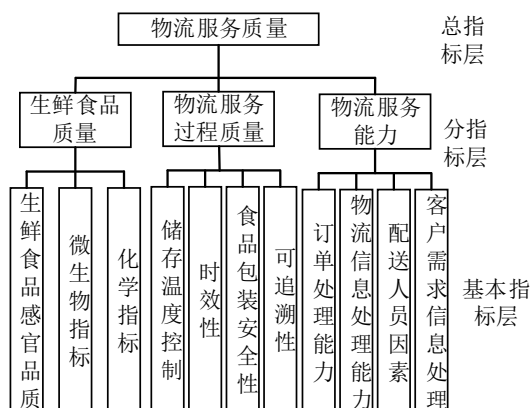 物流服务质量
总指
标层
生鲜食品
质量
物流服务
过程质量
物流服务
能力
分指
标层
生鲜食品感官品质
微生物指标
化学指标
储存温度控制
时效性
食品包装安全性
可追溯性
订单处理能力
物流信息处理能力
配送人员因素
客户需求信息处理
基本指
标层